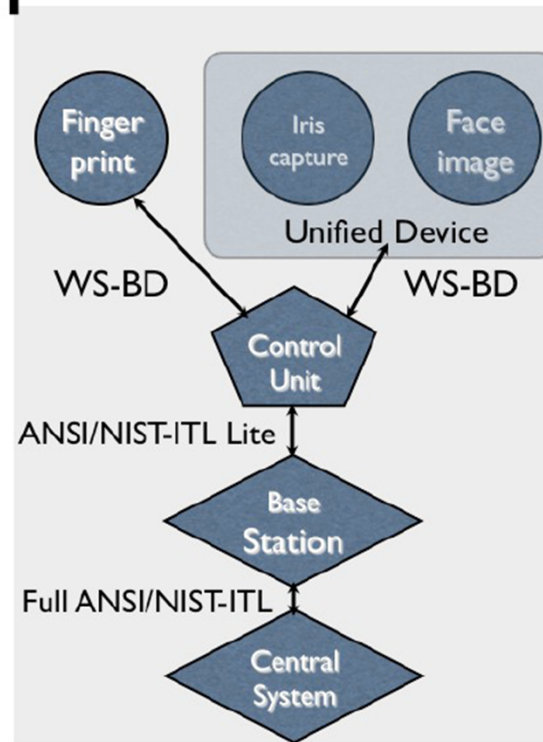 Finger
print
Iris
capture
Face
image
Unified Device
WS-BD
WS-BD
Control
Unit
ANSI/NIST-ITL Lite
Base
Station
Full ANSI/NIST-ITL
Central
System